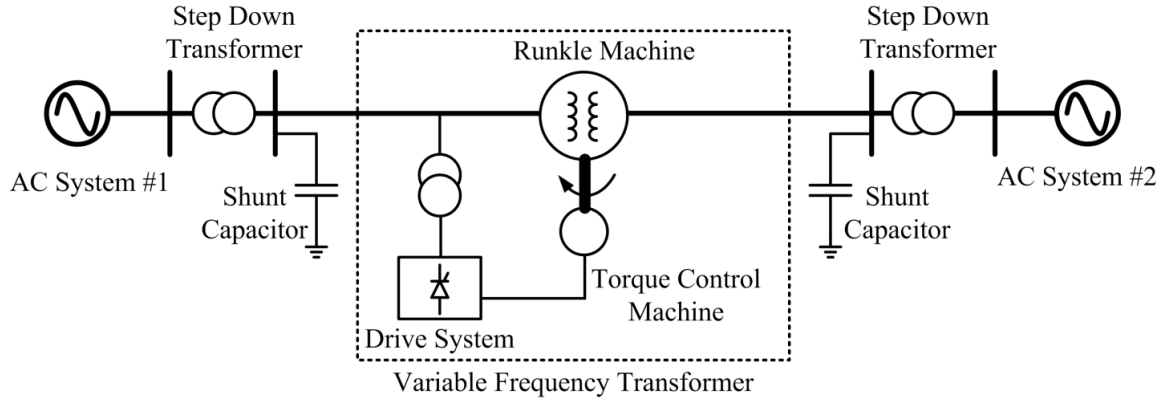 Step Down
Transformer
Runkle Machine
Step Down
Transformer
AC System #1
Shunt
Capacitor
AC System #2
Shunt
Capacitor
Torque Control
Machine
Drive System
Variable Frequency Transformer